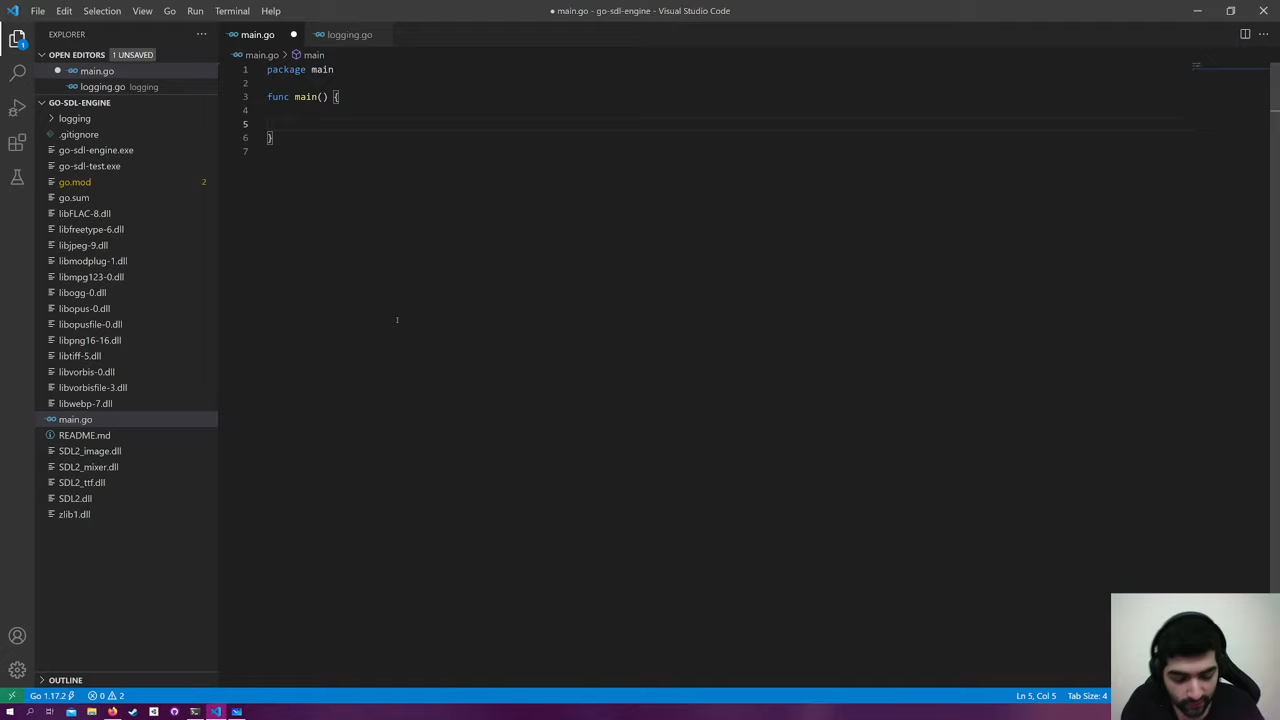 File Edit Selection View Go Run Terminal Help
● main.go - go-sdl-engine - Visual Studio Code
EXPLORER
main.go
logging.go
OPEN EDITORS 1 UNSAVED
main.go > main
main.go
logging.go logging
GO-SDL-ENGINE
logging
.gitignore
go-sdl-engine.exe
go-sdl-test.exe
go.mod 2
go.sum
libFLAC-8.dll
libfreetype-6.dll
libjpeg-9.dll
libmodplug-1.dll
libmpg123-0.dll
libogg-0.dll
libopus-0.dll
libopusfile-0.dll
libpng16-16.dll
libtiff-5.dll
libvorbis-0.dll
libvorbisfile-3.dll
libwebp-7.dll
main.go
README.md
SDL2_image.dll
SDL2_mixer.dll
SDL2_ttf.dll
SDL2.dll
zlib1.dll
OUTLINE
1 package main
2
3 func main() {
4
5
6 }
7
1
Go 1.17.2 0 2
Ln 5, Col 5 Tab Size: 4